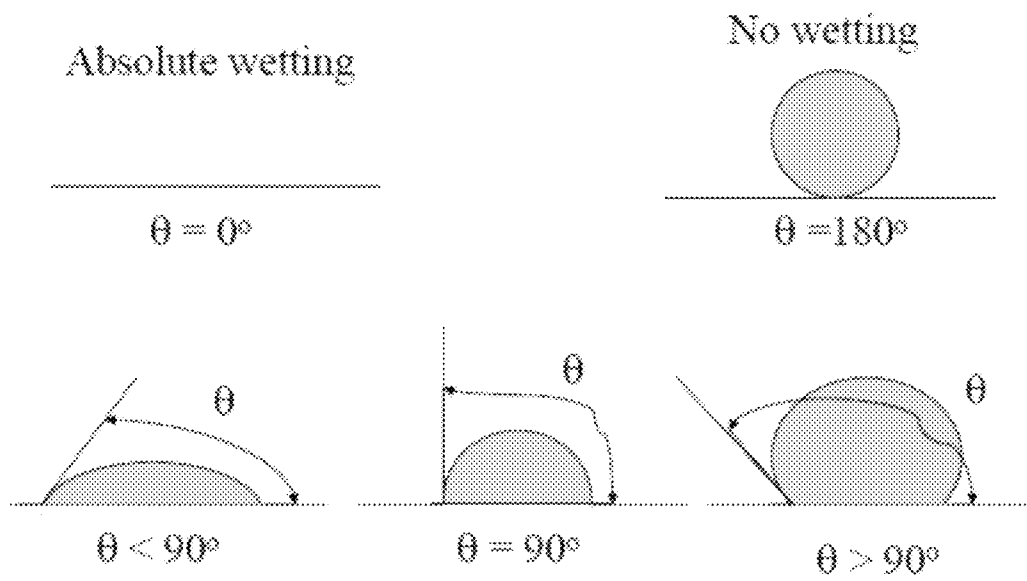 Absolute wetting
No wetting
θ = 0°
θ =180°
θ
θ
θ
θ < 90°
θ = 90°
θ > 90°